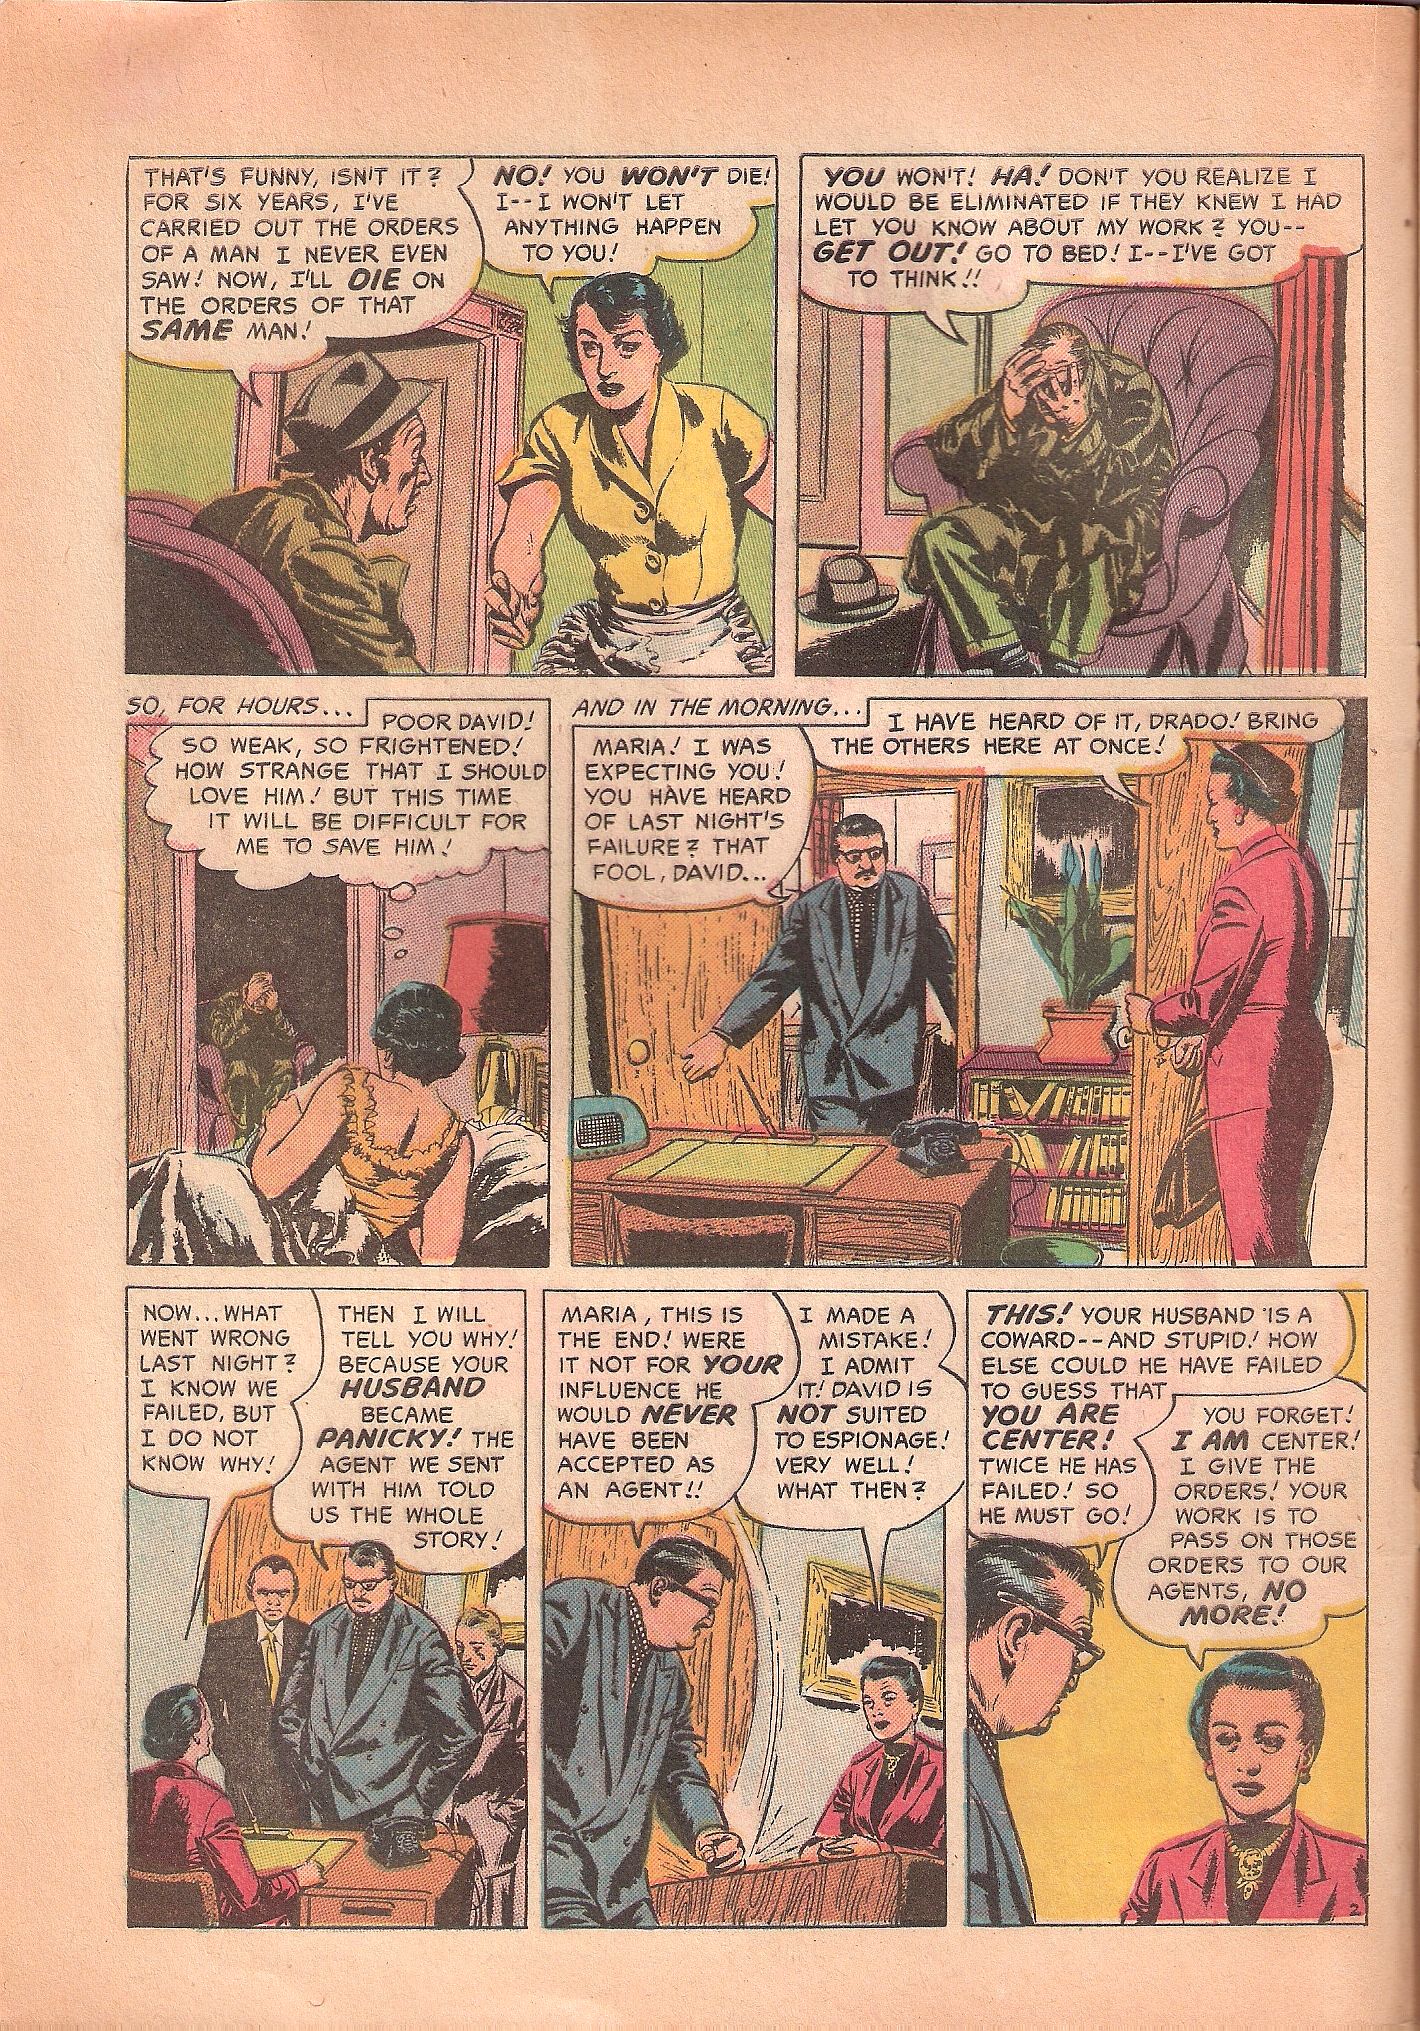 THAT'S FUNNY, ISN'T IT?
FOR SIX YEARS, I'VE
CARRIED OUT THE ORDERS
OF A MAN I NEVER EVEN
SAW! NOW, I'LL DIE ON
THE ORDERS OF THAT
SAME MAN!
NO! YOU WON'T DIE!
I--I WON'T LET
ANYTHING HAPPEN
TO YOU!
YOU WON'T! HA! DON'T YOU REALIZE I
WOULD BE ELIMINATED IF THEY KNEW I HAD
LET YOU KNOW ABOUT MY WORK? YOU--
GET OUT! GO TO BED! I--I'VE GOT
TO THINK!!
SO, FOR HOURS...
POOR DAVID!
SO WEAK, SO FRIGHTENED!
HOW STRANGE THAT I SHOULD
LOVE HIM! BUT THIS TIME
IT WILL BE DIFFICULT FOR
ME TO SAVE HIM!
AND IN THE MORNING...
MARIA! I WAS
EXPECTING YOU!
YOU HAVE HEARD
OF LAST NIGHT'S
FAILURE? THAT
FOOL, DAVID...
I HAVE HEARD OF IT, DRADO! BRING
THE OTHERS HERE AT ONCE!
NOW...WHAT
WENT WRONG
LAST NIGHT?
I KNOW WE
FAILED, BUT
I DO NOT
KNOW WHY!
THEN I WILL
TELL YOU WHY!
BECAUSE YOUR
HUSBAND
BECAME
PANICKY! THE
AGENT WE SENT
WITH HIM TOLD
US THE WHOLE
STORY!
MARIA, THIS IS
THE END! WERE
IT NOT FOR YOUR
INFLUENCE HE
WOULD NEVER
HAVE BEEN
ACCEPTED AS
AN AGENT!!
I MADE A
MISTAKE!
I ADMIT
IT! DAVID IS
NOT SUITED
TO ESPIONAGE!
VERY WELL!
WHAT THEN?
THIS! YOUR HUSBAND IS A
COWARD--AND STUPID! HOW
ELSE COULD HE HAVE FAILED
TO GUESS THAT
YOU ARE
CENTER!
TWICE HE HAS
FAILED! SO
HE MUST GO!
YOU FORGET!
I AM CENTER!
I GIVE THE
ORDERS! YOUR
WORK IS TO
PASS ON THOSE
ORDERS TO OUR
AGENTS, NO
MORE!
2